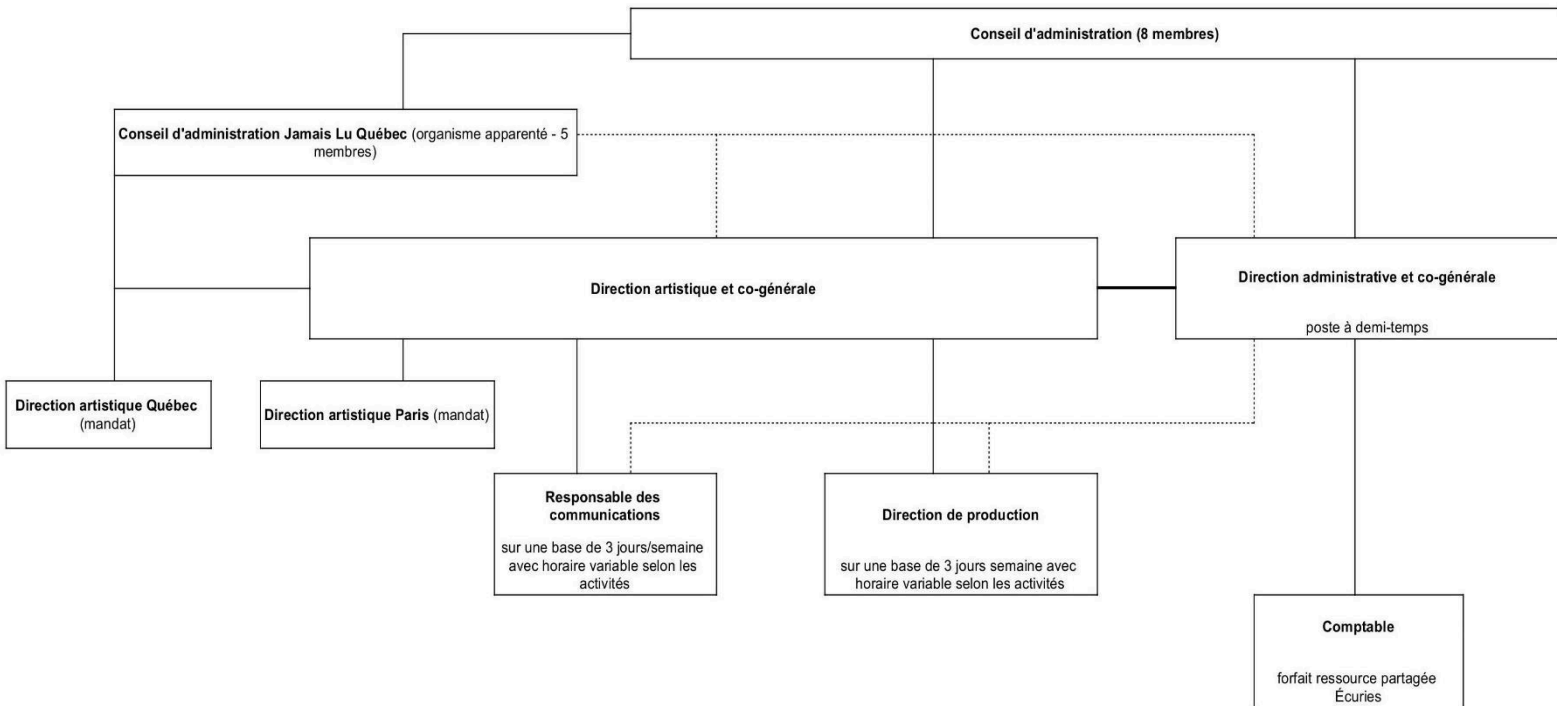 Conseil d'administration (8 membres)
Conseil d'administration Jamais Lu Québec (organisme apparenté - 5
membres)
Direction artistique et co-générale
Direction administrative et co-générale
poste à demi-temps
Direction artistique Québec
(mandat)
Direction artistique Paris (mandat)
Responsable des
communications
sur une base de 3 jours/semaine
avec horaire variable selon les
activités
Direction de production
sur une base de 3 jours semaine avec
horaire variable selon les activités
Comptable
forfait ressource partagée
Écuries